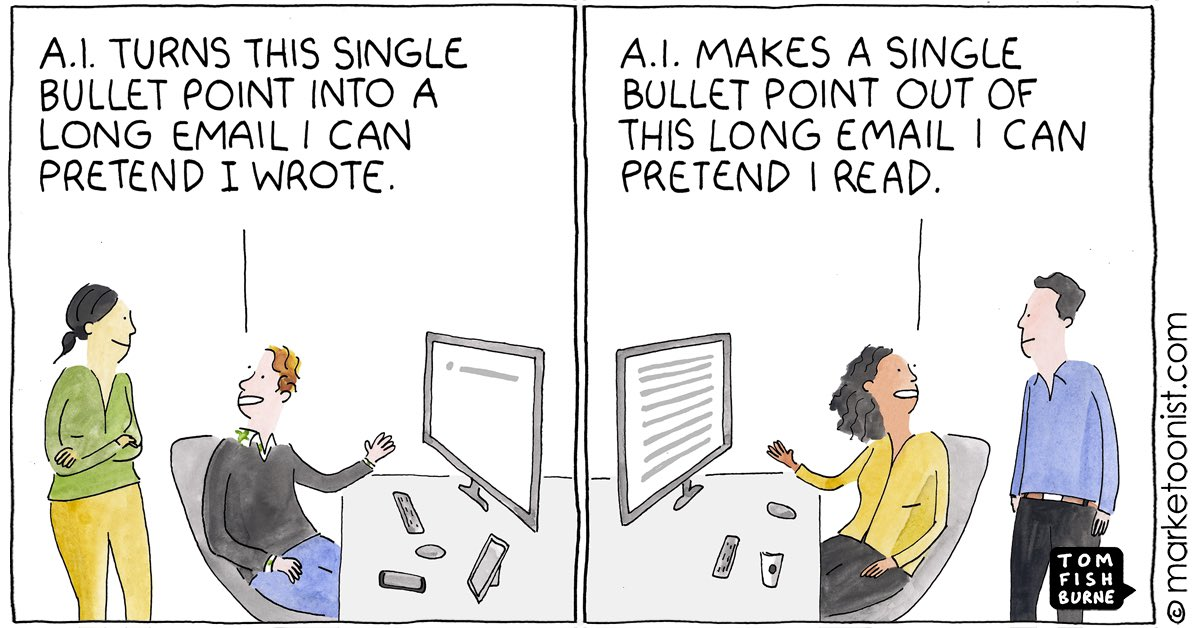 A.I. TURNS THIS SINGLE
BULLET POINT INTO A
LONG EMAIL I CAN
PRETEND I WROTE.
A.I. MAKES A SINGLE
BULLET POINT OUT OF
THIS LONG EMAIL I CAN
PRETEND I READ.
TOM
FISH
BURNE
© marketoonist.com